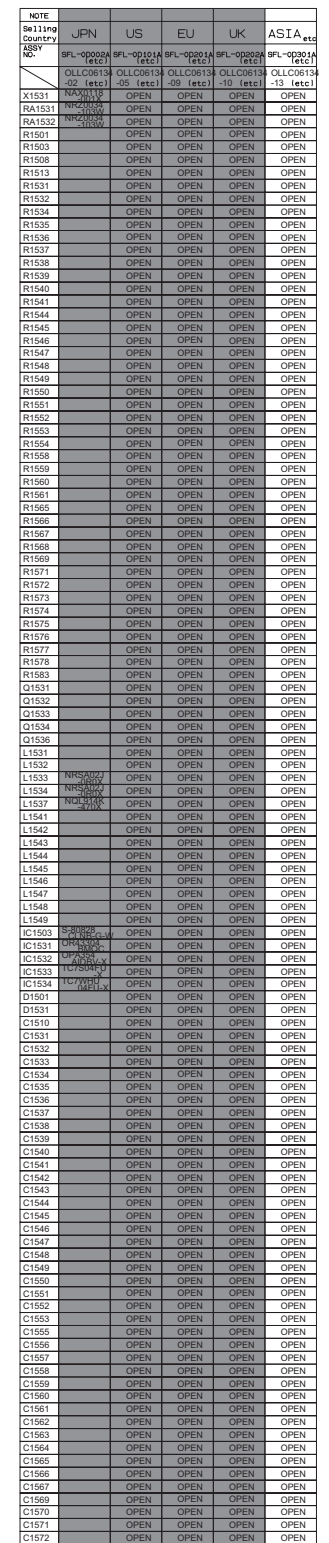 NOTE
Selling Country JPN US EU UK ASIA etc
ASSY NO. SFL-0D002A (etc) SFL-0D101A (etc) SFL-0D201A (etc) SFL-0D202A (etc) SFL-0D301A (etc)
OLLC06134 -02 (etc) OLLC06134 -05 (etc) OLLC06134 -09 (etc) OLLC06134 -10 (etc) OLLC06134 -13 (etc)
X1531 NAX0118 -001X OPEN OPEN OPEN OPEN
RA1531 NRZ0034 -103W OPEN OPEN OPEN OPEN
RA1532 NRZ0034 -103W OPEN OPEN OPEN OPEN
R1501 OPEN OPEN OPEN OPEN
R1503 OPEN OPEN OPEN OPEN
R1508 OPEN OPEN OPEN OPEN
R1513 OPEN OPEN OPEN OPEN
R1531 OPEN OPEN OPEN OPEN
R1532 OPEN OPEN OPEN OPEN
R1534 OPEN OPEN OPEN OPEN
R1535 OPEN OPEN OPEN OPEN
R1536 OPEN OPEN OPEN OPEN
R1537 OPEN OPEN OPEN OPEN
R1538 OPEN OPEN OPEN OPEN
R1539 OPEN OPEN OPEN OPEN
R1540 OPEN OPEN OPEN OPEN
R1541 OPEN OPEN OPEN OPEN
R1544 OPEN OPEN OPEN OPEN
R1545 OPEN OPEN OPEN OPEN
R1546 OPEN OPEN OPEN OPEN
R1547 OPEN OPEN OPEN OPEN
R1548 OPEN OPEN OPEN OPEN
R1549 OPEN OPEN OPEN OPEN
R1550 OPEN OPEN OPEN OPEN
R1551 OPEN OPEN OPEN OPEN
R1552 OPEN OPEN OPEN OPEN
R1553 OPEN OPEN OPEN OPEN
R1554 OPEN OPEN OPEN OPEN
R1558 OPEN OPEN OPEN OPEN
R1559 OPEN OPEN OPEN OPEN
R1560 OPEN OPEN OPEN OPEN
R1561 OPEN OPEN OPEN OPEN
R1565 OPEN OPEN OPEN OPEN
R1566 OPEN OPEN OPEN OPEN
R1567 OPEN OPEN OPEN OPEN
R1568 OPEN OPEN OPEN OPEN
R1569 OPEN OPEN OPEN OPEN
R1571 OPEN OPEN OPEN OPEN
R1572 OPEN OPEN OPEN OPEN
R1573 OPEN OPEN OPEN OPEN
R1574 OPEN OPEN OPEN OPEN
R1575 OPEN OPEN OPEN OPEN
R1576 OPEN OPEN OPEN OPEN
R1577 OPEN OPEN OPEN OPEN
R1578 OPEN OPEN OPEN OPEN
R1583 OPEN OPEN OPEN OPEN
Q1531 OPEN OPEN OPEN OPEN
Q1532 OPEN OPEN OPEN OPEN
Q1533 OPEN OPEN OPEN OPEN
Q1534 OPEN OPEN OPEN OPEN
Q1536 OPEN OPEN OPEN OPEN
L1531 OPEN OPEN OPEN OPEN
L1532 OPEN OPEN OPEN OPEN
L1533 NRSA02J -0R0X OPEN OPEN OPEN OPEN
L1534 NRSA02J -0R0X OPEN OPEN OPEN OPEN
L1537 NQL914K -470X OPEN OPEN OPEN OPEN
L1541 OPEN OPEN OPEN OPEN
L1542 OPEN OPEN OPEN OPEN
L1543 OPEN OPEN OPEN OPEN
L1544 OPEN OPEN OPEN OPEN
L1545 OPEN OPEN OPEN OPEN
L1546 OPEN OPEN OPEN OPEN
L1547 OPEN OPEN OPEN OPEN
L1548 OPEN OPEN OPEN OPEN
L1549 OPEN OPEN OPEN OPEN
IC1503 S-80828 CLNB-G-W OPEN OPEN OPEN OPEN
IC1531 OR43304 BMQC OPEN OPEN OPEN OPEN
IC1532 OPA354 AIDBV-X OPEN OPEN OPEN OPEN
IC1533 TC7S04FU -X OPEN OPEN OPEN OPEN
IC1534 TC7WHU 04FU-X OPEN OPEN OPEN OPEN
D1501 OPEN OPEN OPEN OPEN
D1531 OPEN OPEN OPEN OPEN
C1510 OPEN OPEN OPEN OPEN
C1531 OPEN OPEN OPEN OPEN
C1532 OPEN OPEN OPEN OPEN
C1533 OPEN OPEN OPEN OPEN
C1534 OPEN OPEN OPEN OPEN
C1535 OPEN OPEN OPEN OPEN
C1536 OPEN OPEN OPEN OPEN
C1537 OPEN OPEN OPEN OPEN
C1538 OPEN OPEN OPEN OPEN
C1539 OPEN OPEN OPEN OPEN
C1540 OPEN OPEN OPEN OPEN
C1541 OPEN OPEN OPEN OPEN
C1542 OPEN OPEN OPEN OPEN
C1543 OPEN OPEN OPEN OPEN
C1544 OPEN OPEN OPEN OPEN
C1545 OPEN OPEN OPEN OPEN
C1546 OPEN OPEN OPEN OPEN
C1547 OPEN OPEN OPEN OPEN
C1548 OPEN OPEN OPEN OPEN
C1549 OPEN OPEN OPEN OPEN
C1550 OPEN OPEN OPEN OPEN
C1551 OPEN OPEN OPEN OPEN
C1552 OPEN OPEN OPEN OPEN
C1553 OPEN OPEN OPEN OPEN
C1555 OPEN OPEN OPEN OPEN
C1556 OPEN OPEN OPEN OPEN
C1557 OPEN OPEN OPEN OPEN
C1558 OPEN OPEN OPEN OPEN
C1559 OPEN OPEN OPEN OPEN
C1560 OPEN OPEN OPEN OPEN
C1561 OPEN OPEN OPEN OPEN
C1562 OPEN OPEN OPEN OPEN
C1563 OPEN OPEN OPEN OPEN
C1564 OPEN OPEN OPEN OPEN
C1565 OPEN OPEN OPEN OPEN
C1566 OPEN OPEN OPEN OPEN
C1567 OPEN OPEN OPEN OPEN
C1569 OPEN OPEN OPEN OPEN
C1570 OPEN OPEN OPEN OPEN
C1571 OPEN OPEN OPEN OPEN
C1572 OPEN OPEN OPEN OPEN